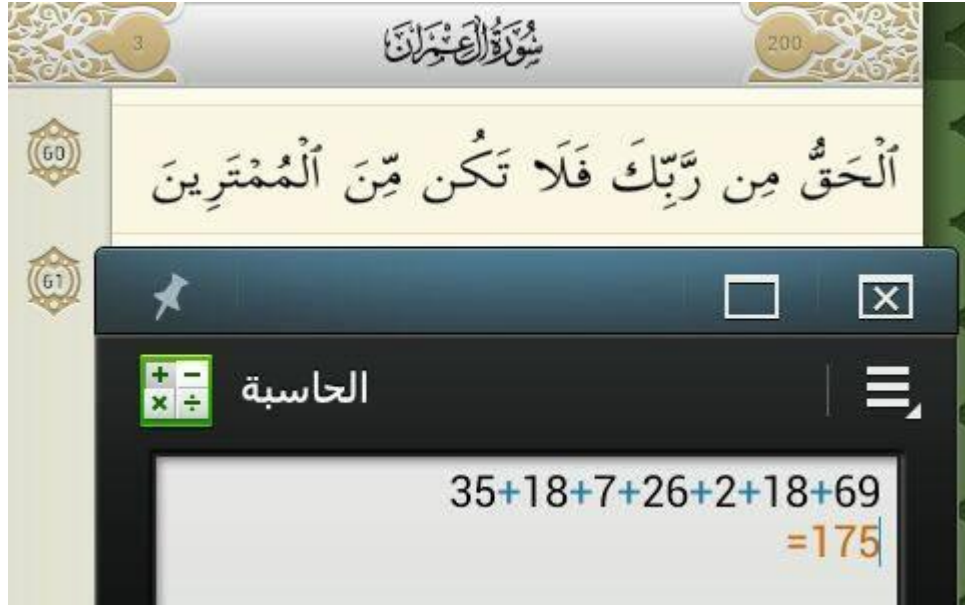 3 سُورَةُ آلِ عِمْرَانَ 200
60 ٱلْحَقُّ مِن رَّبِّكَ فَلَا تَكُن مِّنَ ٱلْمُمْتَرِينَ
61
الحاسبة
35+18+7+26+2+18+69
=175